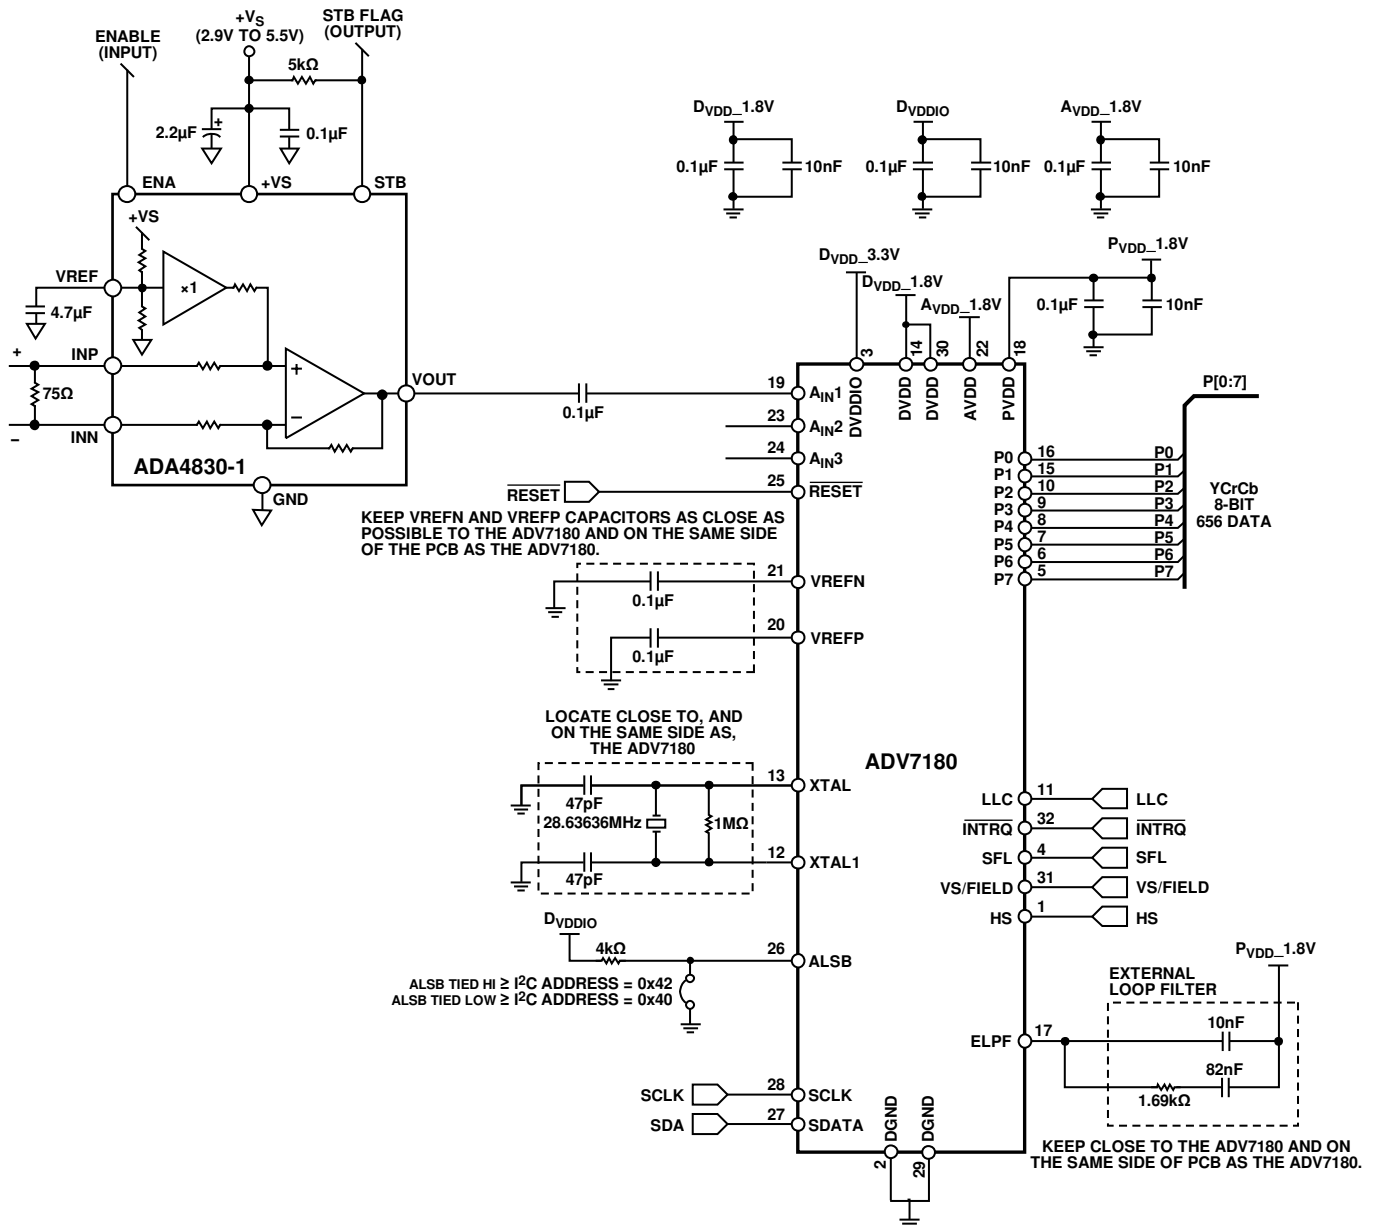 ENABLE
(INPUT)
+VS
(2.9V TO 5.5V)
STB FLAG
(OUTPUT)
5kΩ
2.2µF
+
0.1µF
ENA
+VS
STB
+VS
VREF
×1
4.7µF
+
INP
75Ω
INN
–
+
–
VOUT
ADA4830-1
GND
0.1µF
DVDD_1.8V
0.1µF
10nF
DVDDIO
0.1µF
10nF
AVDD_1.8V
0.1µF
10nF
DVDD_3.3V
DVDD_1.8V
AVDD_1.8V
PVDD_1.8V
0.1µF
10nF
3
14
30
22
18
DVDDIO
DVDD
DVDD
AVDD
PVDD
19
AIN1
23
AIN2
24
AIN3
RESET
25
RESET
KEEP VREFN AND VREFP CAPACITORS AS CLOSE AS
POSSIBLE TO THE ADV7180 AND ON THE SAME SIDE
OF THE PCB AS THE ADV7180.
0.1µF
21
VREFN
0.1µF
20
VREFP
LOCATE CLOSE TO, AND
ON THE SAME SIDE AS,
THE ADV7180
47pF
28.63636MHz
1MΩ
47pF
13
XTAL
12
XTAL1
ADV7180
DVDDIO
4kΩ
26
ALSB
ALSB TIED HI ≥ I2C ADDRESS = 0x42
ALSB TIED LOW ≥ I2C ADDRESS = 0x40
SCLK
28
SCLK
SDA
27
SDATA
DGND
DGND
2
29
P[0:7]
P0 16 P0
P1 15 P1
P2 10 P2
P3 9 P3
P4 8 P4
P5 7 P5
P6 6 P6
P7 5 P7
YCrCb
8-BIT
656 DATA
LLC 11 LLC
INTRQ 32 INTRQ
SFL 4 SFL
VS/FIELD 31 VS/FIELD
HS 1 HS
PVDD_1.8V
EXTERNAL
LOOP FILTER
ELPF 17
10nF
82nF
1.69kΩ
KEEP CLOSE TO THE ADV7180 AND ON
THE SAME SIDE OF PCB AS THE ADV7180.